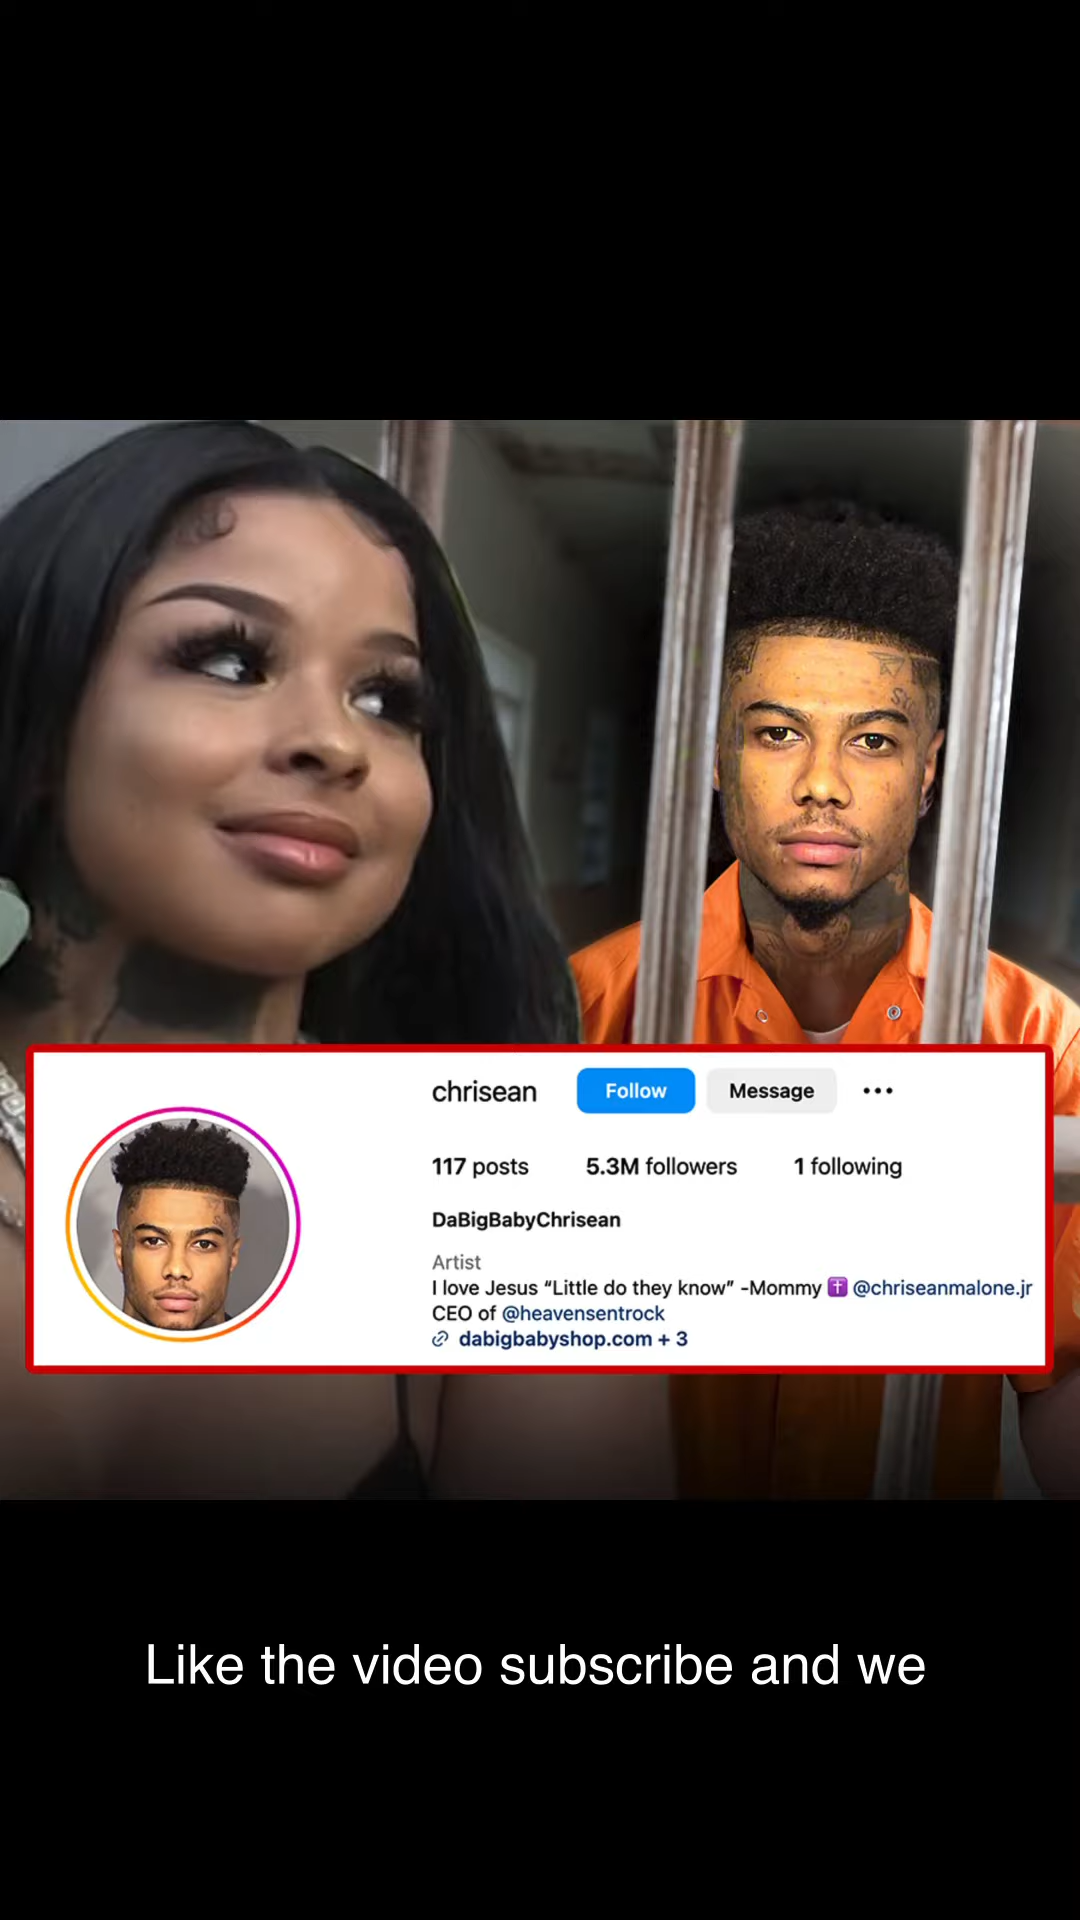 chrisean Follow Message •••
117 posts 5.3M followers 1 following
DaBigBabyChrisean
Artist
I love Jesus “Little do they know” -Mommy ✝️ @chriseanmalone.jr
CEO of @heavensentrock
dabigbabyshop.com + 3
Like the video subscribe and we